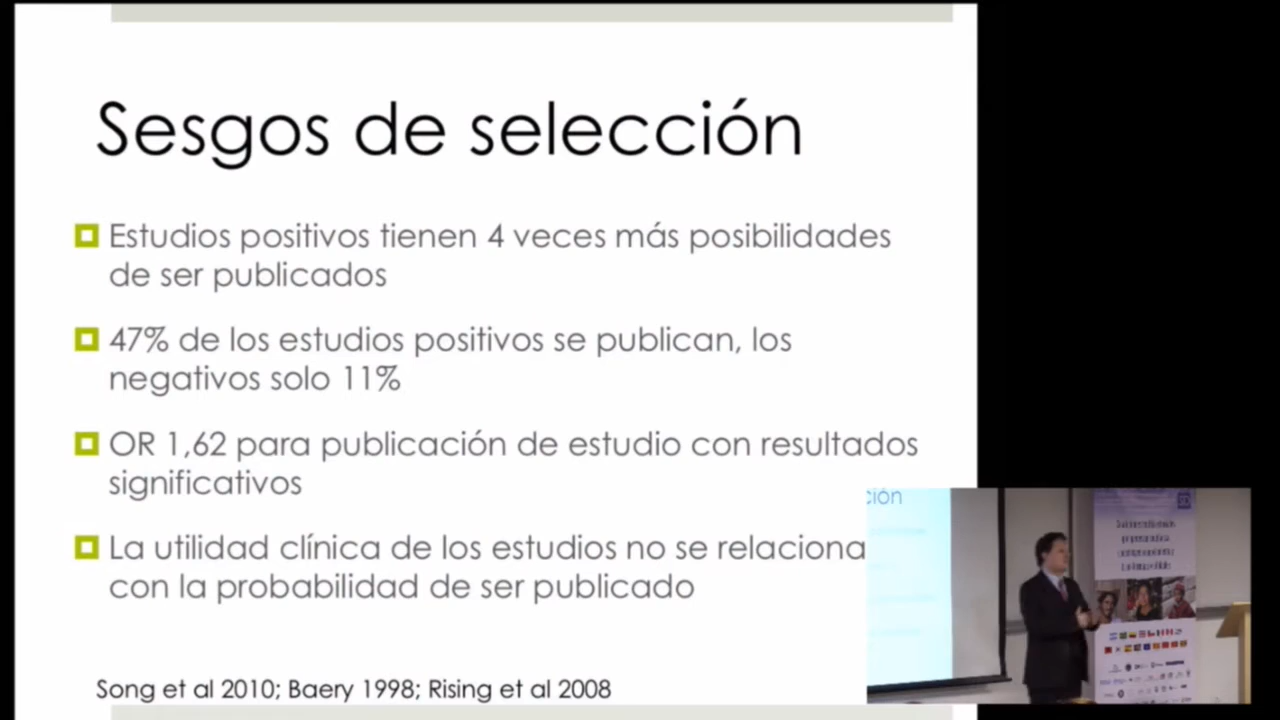 Sesgos de selección
Estudios positivos tienen 4 veces más posibilidades
de ser publicados
47% de los estudios positivos se publican, los
negativos solo 11%
OR 1,62 para publicación de estudio con resultados
significativos
La utilidad clínica de los estudios no se relaciona
con la probabilidad de ser publicado
Song et al 2010; Baery 1998; Rising et al 2008
ción